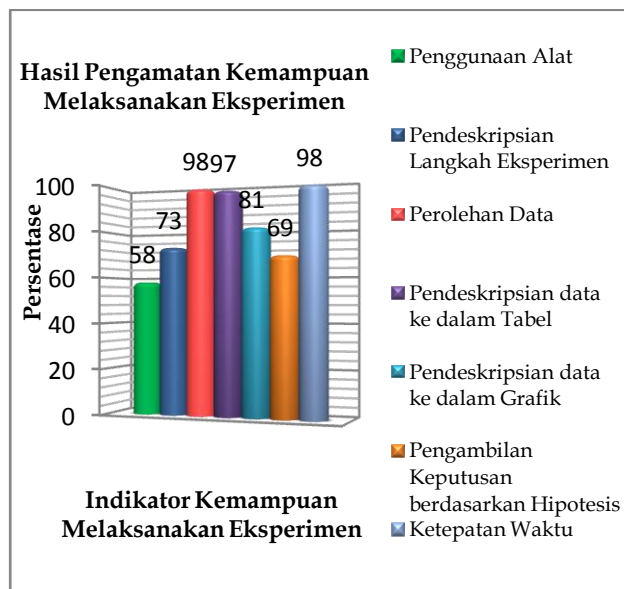 Hasil Pengamatan Kemampuan
Melaksanakan Eksperimen
Persentase
100
80
60
40
20
0
58
73
98
97
81
69
98
Indikator Kemampuan
Melaksanakan Eksperimen
Penggunaan Alat
Pendeskripsian
Langkah Eksperimen
Perolehan Data
Pendeskripsian data
ke dalam Tabel
Pendeskripsian data
ke dalam Grafik
Pengambilan
Keputusan
berdasarkan Hipotesis
Ketepatan Waktu